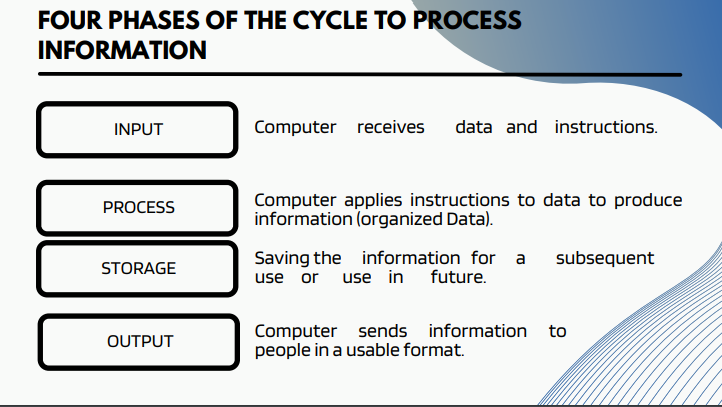 FOUR PHASES OF THE CYCLE TO PROCESS
INFORMATION
INPUT
Computer receives data and instructions.
PROCESS
Computer applies instructions to data to produce
information (organized Data).
STORAGE
Saving the information for a subsequent
use or use in future.
OUTPUT
Computer sends information to
people in a usable format.